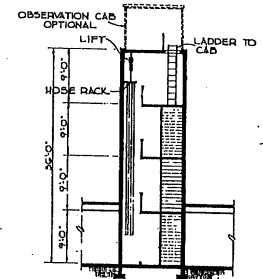 OBSERVATION CAB
OPTIONAL
LIFT
LADDER TO
CAB
HOSE RACK
9'-0"
9'-0"
36'-0"
9'-0"
9'-0"